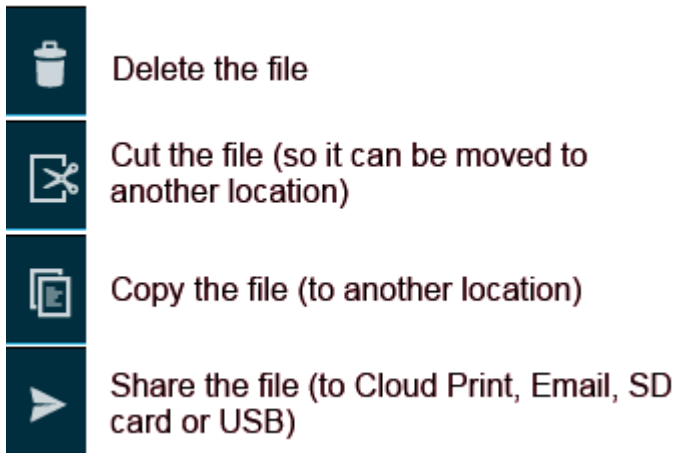 Delete the file
Cut the file (so it can be moved to
another location)
Copy the file (to another location)
Share the file (to Cloud Print, Email, SD
card or USB)